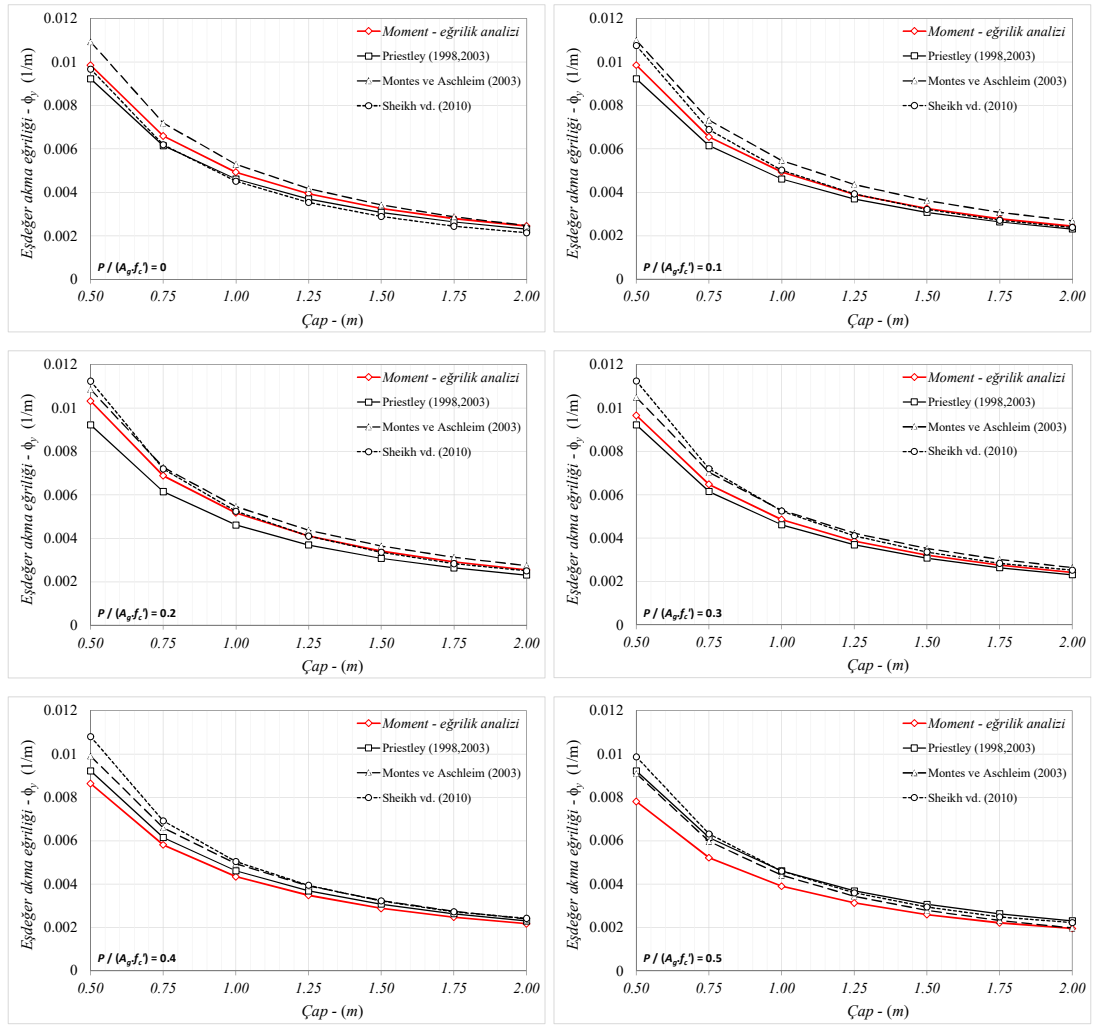 0.012
0.01
0.008
0.006
0.004
0.002
0
Eşdeğer akma eğriliği - ϕy (1/m)
Moment - eğrilik analizi
Priestley (1998,2003)
Montes ve Aschleim (2003)
Sheikh vd. (2010)
P / (Ag.fc') = 0
0.50 0.75 1.00 1.25 1.50 1.75 2.00
Çap - (m)
0.012
0.01
0.008
0.006
0.004
0.002
0
Eşdeğer akma eğriliği - ϕy (1/m)
Moment - eğrilik analizi
Priestley (1998,2003)
Montes ve Aschleim (2003)
Sheikh vd. (2010)
P / (Ag.fc') = 0.1
0.50 0.75 1.00 1.25 1.50 1.75 2.00
Çap - (m)
0.012
0.01
0.008
0.006
0.004
0.002
0
Eşdeğer akma eğriliği - ϕy (1/m)
Moment - eğrilik analizi
Priestley (1998,2003)
Montes ve Aschleim (2003)
Sheikh vd. (2010)
P / (Ag.fc') = 0.2
0.50 0.75 1.00 1.25 1.50 1.75 2.00
Çap - (m)
0.012
0.01
0.008
0.006
0.004
0.002
0
Eşdeğer akma eğriliği - ϕy (1/m)
Moment - eğrilik analizi
Priestley (1998,2003)
Montes ve Aschleim (2003)
Sheikh vd. (2010)
P / (Ag.fc') = 0.3
0.50 0.75 1.00 1.25 1.50 1.75 2.00
Çap - (m)
0.012
0.01
0.008
0.006
0.004
0.002
0
Eşdeğer akma eğriliği - ϕy (1/m)
Moment - eğrilik analizi
Priestley (1998,2003)
Montes ve Aschleim (2003)
Sheikh vd. (2010)
P / (Ag.fc') = 0.4
0.50 0.75 1.00 1.25 1.50 1.75 2.00
Çap - (m)
0.012
0.01
0.008
0.006
0.004
0.002
0
Eşdeğer akma eğriliği - ϕy (1/m)
Moment - eğrilik analizi
Priestley (1998,2003)
Montes ve Aschleim (2003)
Sheikh vd. (2010)
P / (Ag.fc') = 0.5
0.50 0.75 1.00 1.25 1.50 1.75 2.00
Çap - (m)